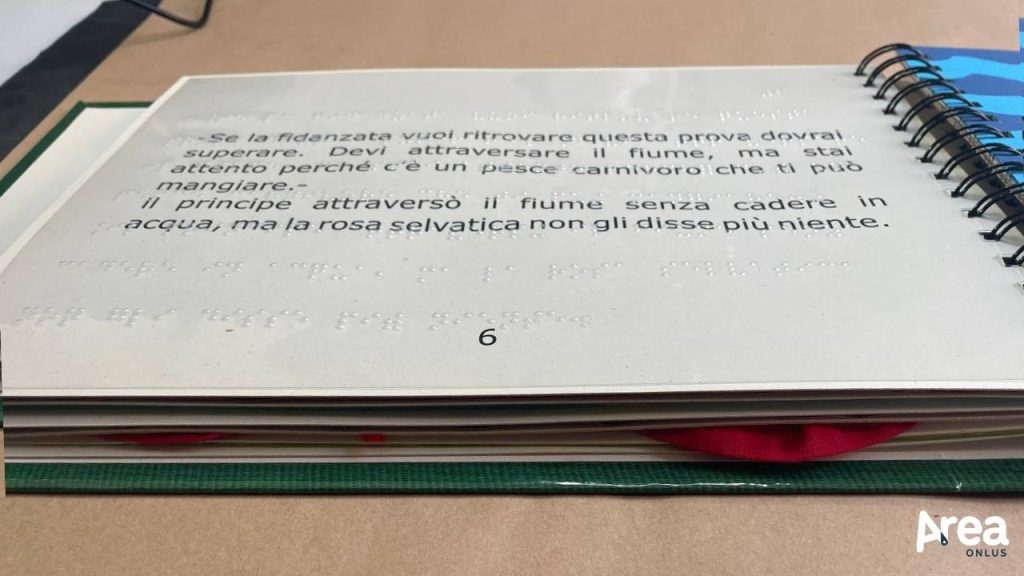 -Se la fidanzata vuoi ritrovare questa prova dovrai
superare. Devi attraversare il fiume, ma stai
attento perché c'è un pesce carnivoro che ti può
mangiare.-
il principe attraversò il fiume senza cadere in
acqua, ma la rosa selvatica non gli disse più niente.
6
Area
ONLUS